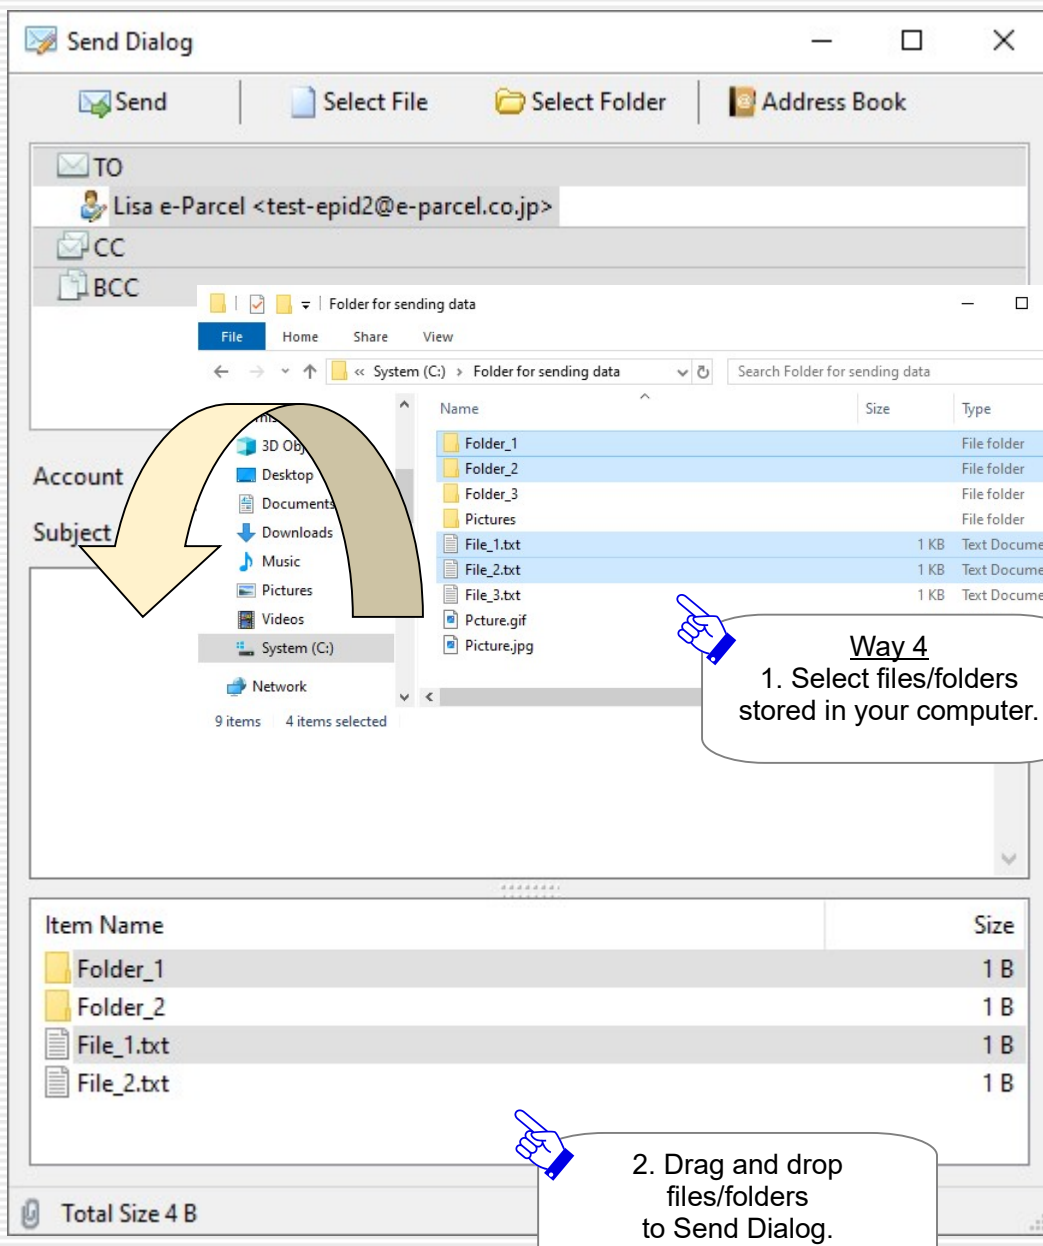 Send Dialog
Send Select File Select Folder Address Book
TO
Lisa e-Parcel <test-epid2@e-parcel.co.jp>
CC
BCC
Folder for sending data
File Home Share View
« System (C:) › Folder for sending data
Search Folder for sending data
Name Size Type
3D Obj
Desktop
Documents
Downloads
Music
Pictures
Videos
System (C:)
Network
Folder_1 File folder
Folder_2 File folder
Folder_3 File folder
Pictures File folder
File_1.txt 1 KB Text Docume
File_2.txt 1 KB Text Docume
File_3.txt 1 KB Text Docume
Pcture.gif
Picture.jpg
9 items 4 items selected
Account
Subject
Way 4
1. Select files/folders
stored in your computer.
Item Name Size
Folder_1 1 B
Folder_2 1 B
File_1.txt 1 B
File_2.txt 1 B
2. Drag and drop
files/folders
to Send Dialog.
Total Size 4 B